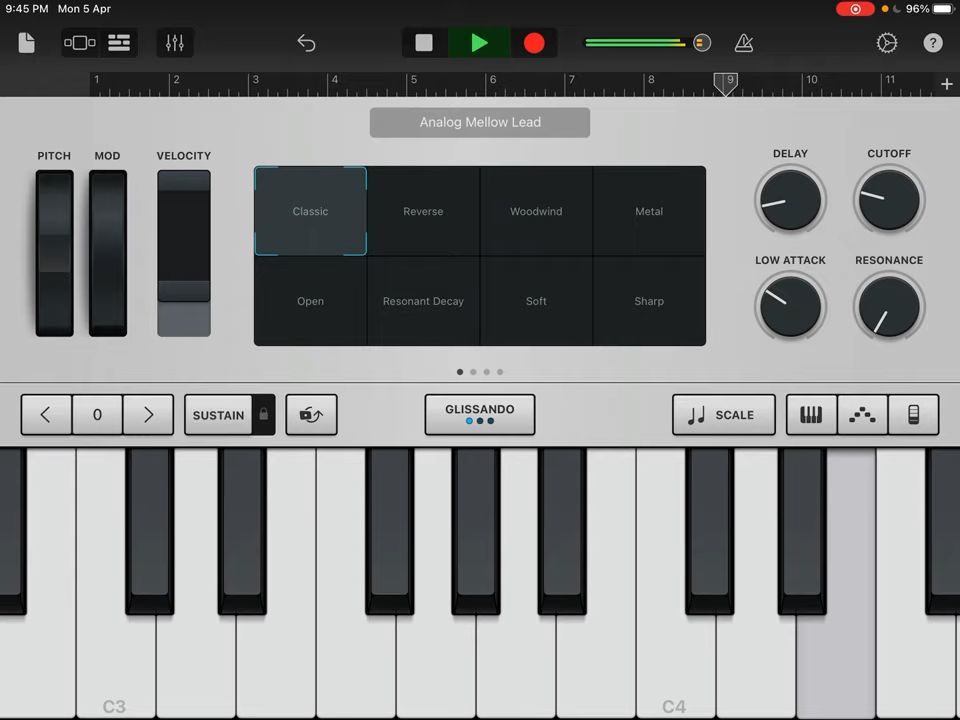 9:45 PM Mon 5 Apr 96%
1 2 3 4 5 6 7 8 9 10 11 +
Analog Mellow Lead
PITCH MOD VELOCITY DELAY CUTOFF
Classic Reverse Woodwind Metal
LOW ATTACK RESONANCE
Open Resonant Decay Soft Sharp
0 SUSTAIN GLISSANDO SCALE
C3 C4